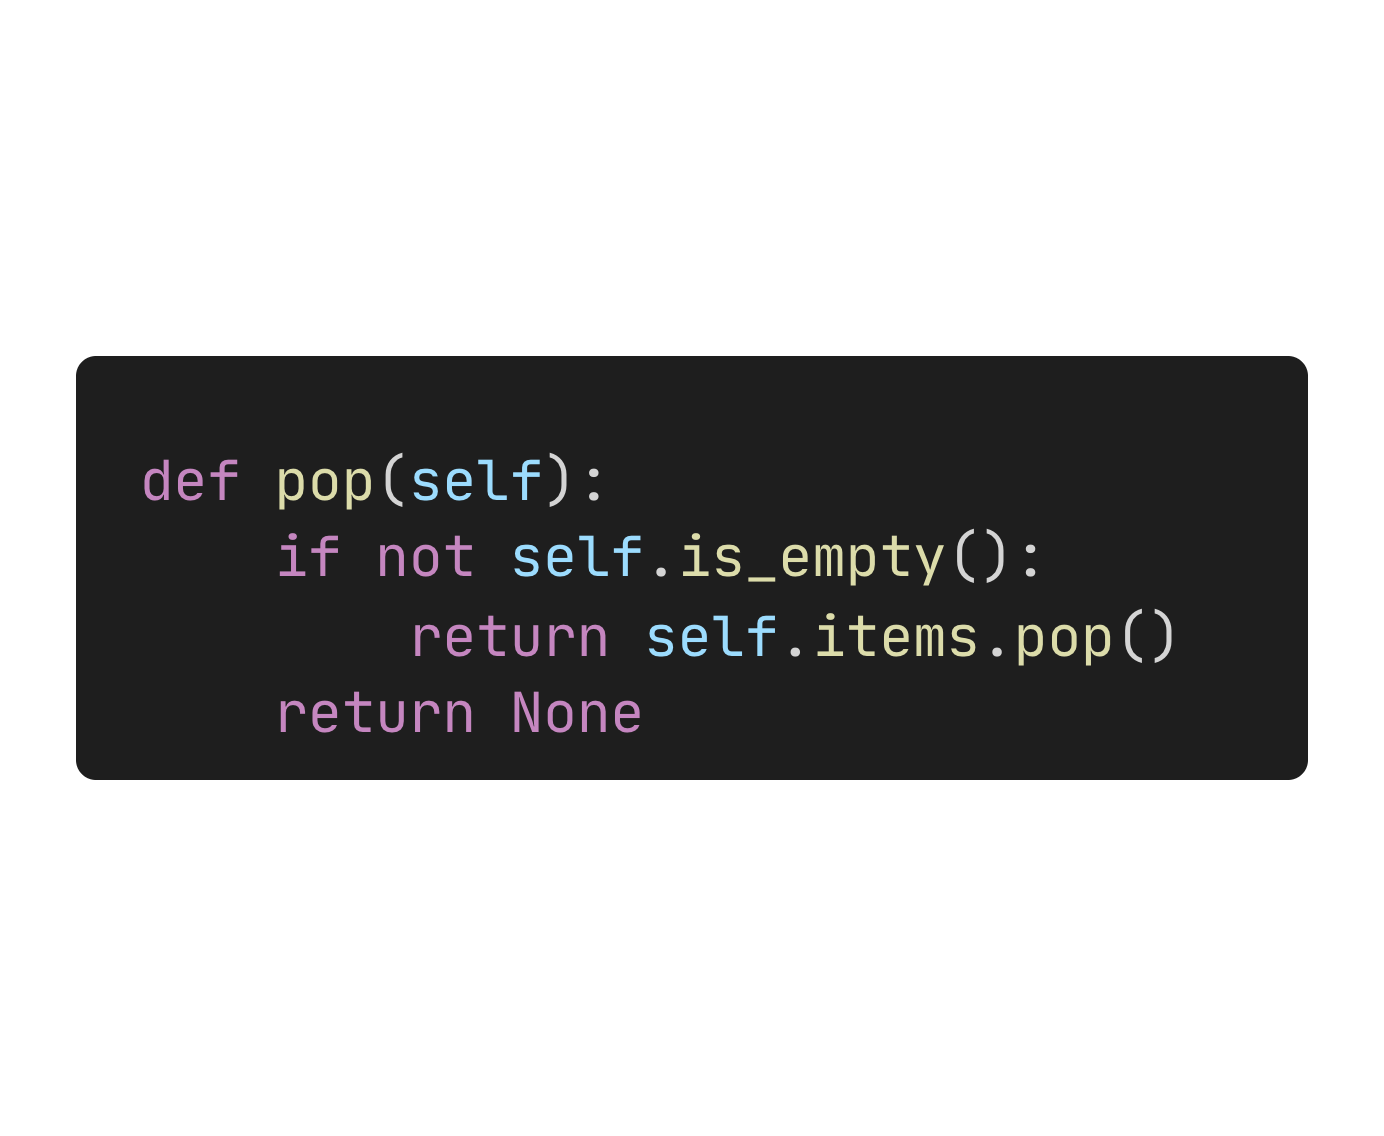 def pop(self):
    if not self.is_empty():
        return self.items.pop()
    return None